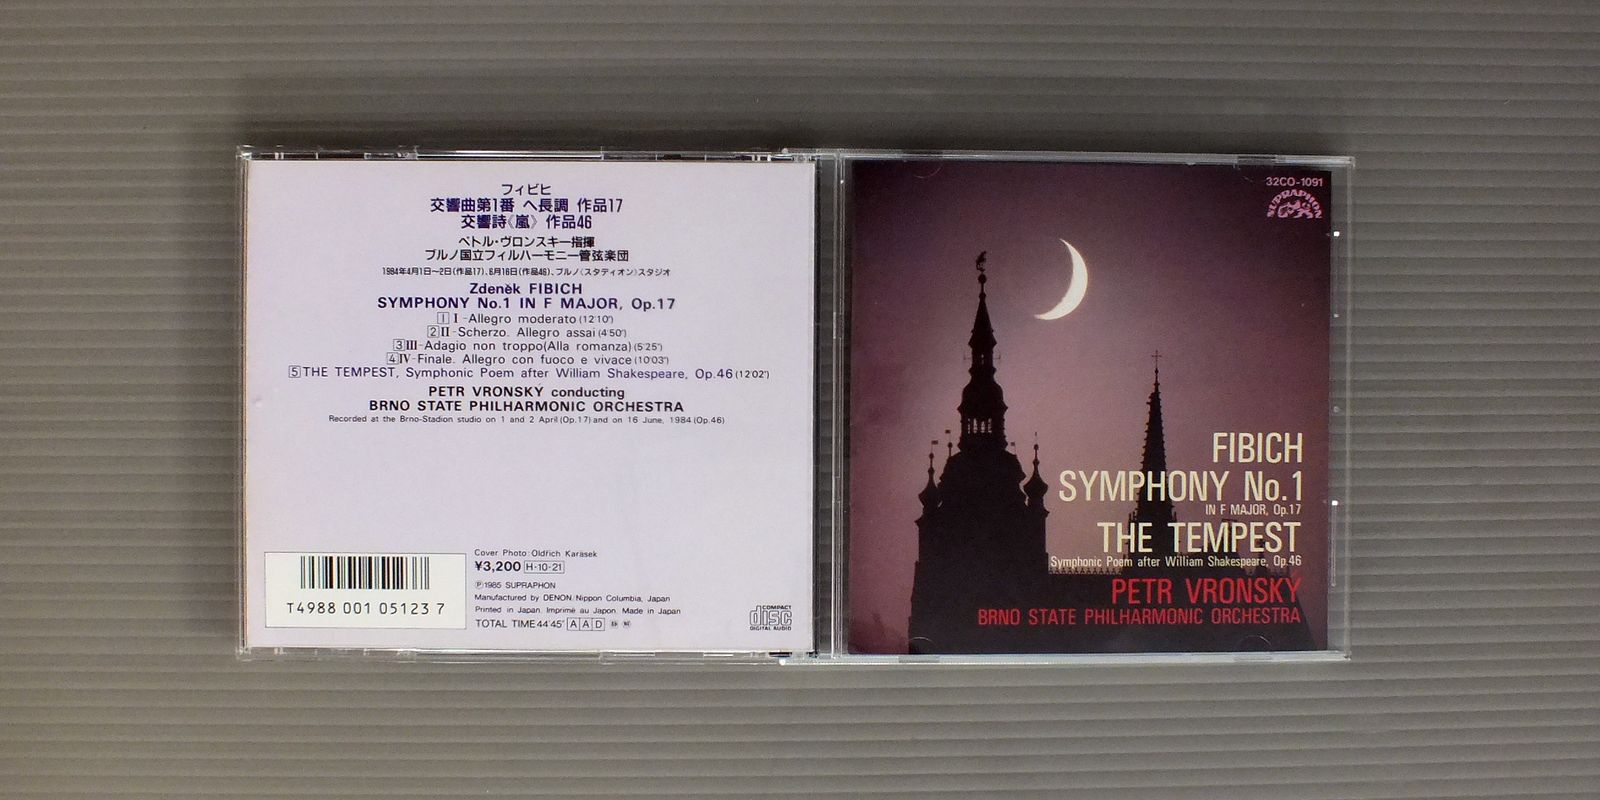 フィビヒ
交響曲第1番 ヘ長調 作品17
交響詩《嵐》 作品46
ペトル・ヴロンスキー指揮
ブルノ国立フィルハーモニー管弦楽団
1984年4月1日〜2日(作品17)、6月16日(作品46)、ブルノ〈スタディオン〉スタジオ
Zdeněk FIBICH
SYMPHONY No.1 IN F MAJOR, Op.17
1 I-Allegro moderato (12'10")
2 II-Scherzo. Allegro assai (4'50")
3 III-Adagio non troppo(Alla romanza) (5'25")
4 IV-Finale. Allegro con fuoco e vivace (10'03")
5 THE TEMPEST, Symphonic Poem after William Shakespeare, Op.46 (12'02")
PETR VRONSKÝ conducting
BRNO STATE PHILHARMONIC ORCHESTRA
Recorded at the Brno-Stadion studio on 1 and 2 April (Op.17) and on 16 June, 1984 (Op.46)
T4988 001 05123 7
Cover Photo: Oldřich Karásek
¥3,200 H-10-21
Ⓟ1985 SUPRAPHON
Manufactured by DENON/Nippon Columbia, Japan
Printed in Japan. Imprimé au Japon. Made in Japan
TOTAL TIME 44'45" A A D
COMPACT
disc
DIGITAL AUDIO
32CO-1091
SUPRAPHON
FIBICH
SYMPHONY No.1
IN F MAJOR, Op.17
THE TEMPEST
Symphonic Poem after William Shakespeare, Op.46
PETR VRONSKY
BRNO STATE PHILHARMONIC ORCHESTRA